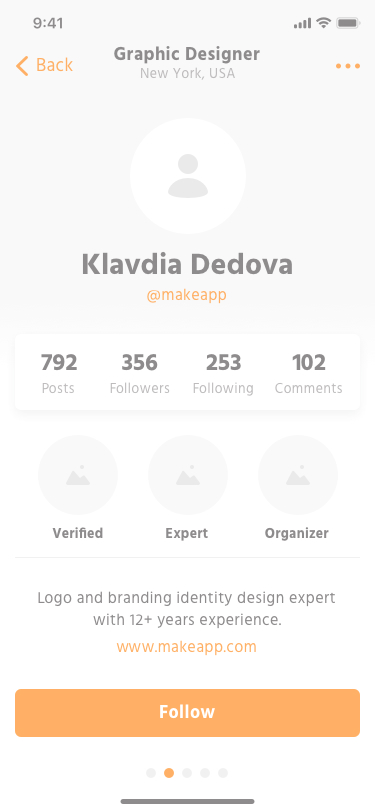 9:41
Back
Graphic Designer
New York, USA
Klavdia Dedova
@makeapp
792 356 253 102
Posts Followers Following Comments
Verified Expert Organizer
Logo and branding identity design expert
with 12+ years experience.
www.makeapp.com
Follow